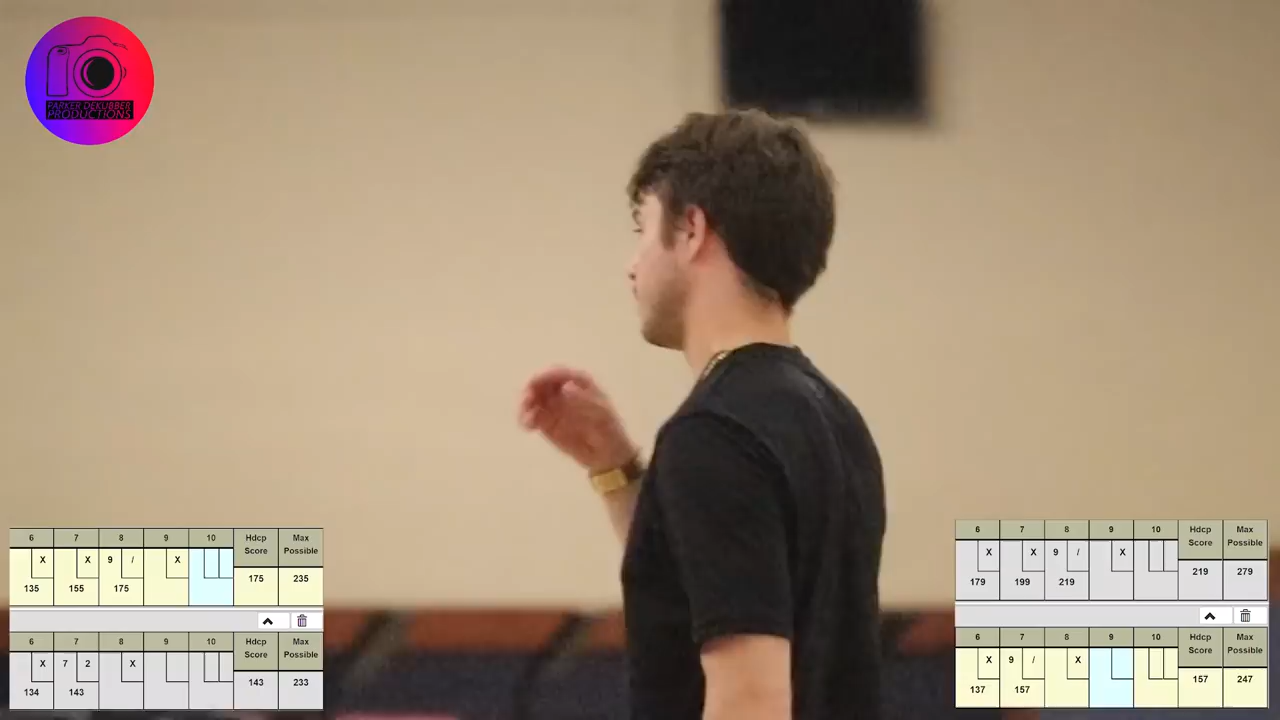 PARKER DEKUBBER
PRODUCTIONS
6 7 8 9 10 Hdcp Score Max Possible
X X 9 / X
135 155 175 175 235
6 7 8 9 10 Hdcp Score Max Possible
X 7 2 X
134 143 143 233
6 7 8 9 10 Hdcp Score Max Possible
X X 9 / X
179 199 219 219 279
6 7 8 9 10 Hdcp Score Max Possible
X 9 / X
137 157 157 247